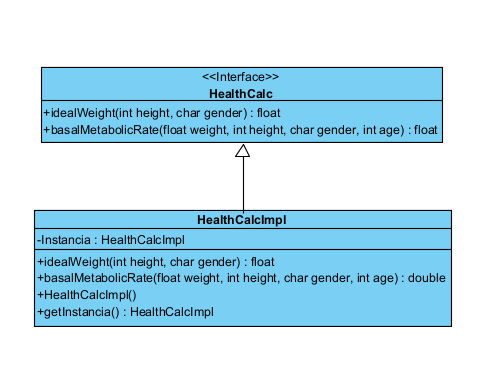 <<Interface>>
HealthCalc
+idealWeight(int height, char gender) : float
+basalMetabolicRate(float weight, int height, char gender, int age) : float
HealthCalcImpl
-Instancia : HealthCalcImpl
+idealWeight(int height, char gender) : float
+basalMetabolicRate(float weight, int height, char gender, int age) : double
+HealthCalcImpl()
+getInstancia() : HealthCalcImpl